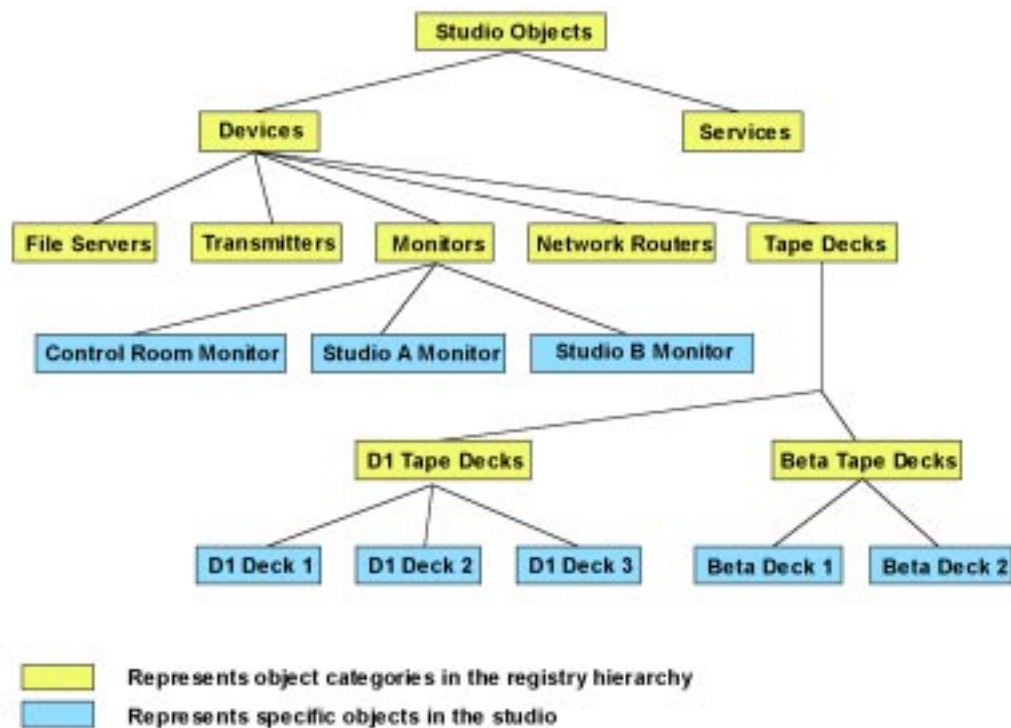 Studio Objects
Devices
Services
File Servers
Transmitters
Monitors
Network Routers
Tape Decks
Control Room Monitor
Studio A Monitor
Studio B Monitor
D1 Tape Decks
Beta Tape Decks
D1 Deck 1
D1 Deck 2
D1 Deck 3
Beta Deck 1
Beta Deck 2
Represents object categories in the registry hierarchy
Represents specific objects in the studio